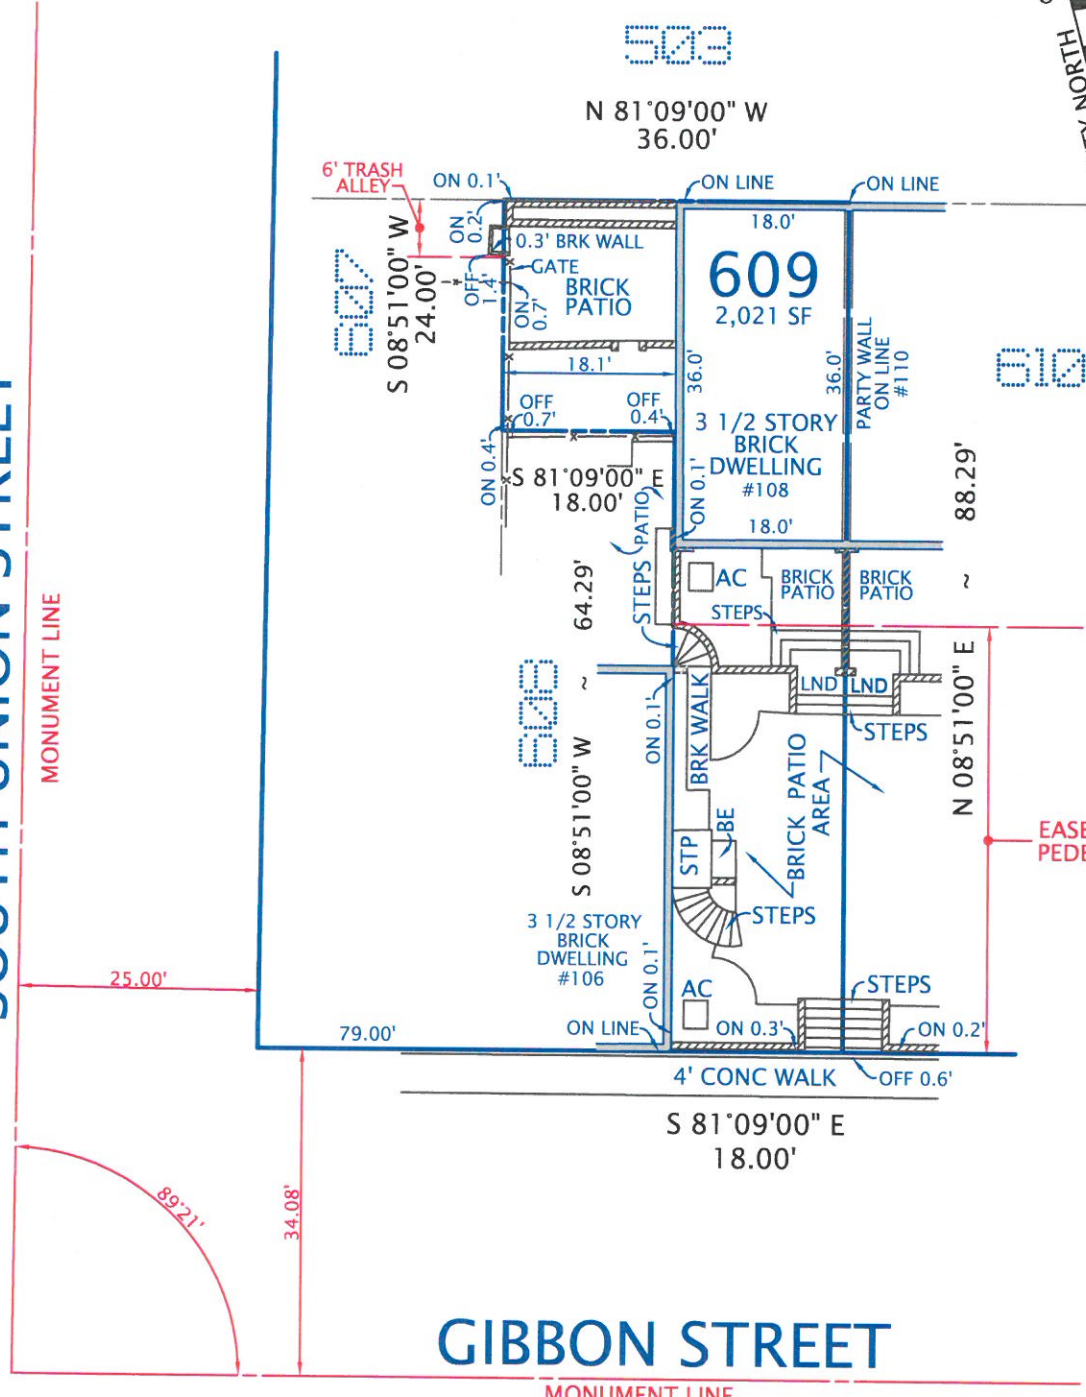 503
N 81°09'00" W
36.00'
6' TRASH
ALLEY
ON 0.1'
ON LINE
ON LINE
18.0'
ON
0.2'
0.3' BRK WALL
GATE
BRICK
PATIO
OFF
1.4'
ON
0.7'
607
S 08°51'00" W
24.00'
609
2,021 SF
36.0'
36.0'
PARTY WALL
ON LINE
#110
610
18.1'
OFF
0.7'
OFF
0.4'
3 1/2 STORY
BRICK
DWELLING
#108
ON 0.4'
S 81°09'00" E
18.00'
ON 0.1'
18.0'
PATIO
STEPS
AC
BRICK
PATIO
BRICK
PATIO
STEPS
N 08°51'00" E ~ 88.29'
S 08°51'00" W ~ 64.29'
608
LND
LND
STEPS
ON 0.1'
BRK WALK
BRICK PATIO
AREA
BE
STP
STEPS
3 1/2 STORY
BRICK
DWELLING
#106
ON 0.1'
AC
STEPS
ON LINE
ON 0.3'
ON 0.2'
MONUMENT LINE
25.00'
79.00'
4' CONC WALK
OFF 0.6'
S 81°09'00" E
18.00'
89°21'
34.08'
GIBBON STREET
MONUMENT LINE
SOUTH UNION STREET
NORTH
EASE
PEDE